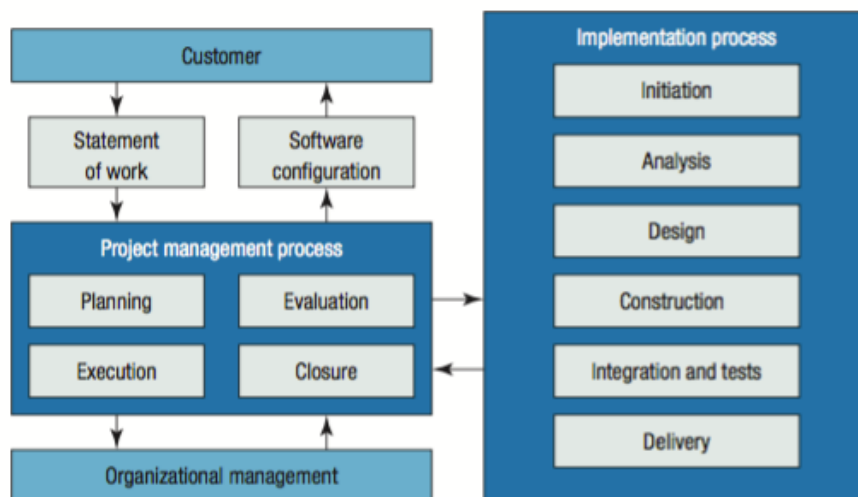 Customer
Statement
of work
Software
configuration
Project management process
Planning
Evaluation
Execution
Closure
Organizational management
Implementation process
Initiation
Analysis
Design
Construction
Integration and tests
Delivery